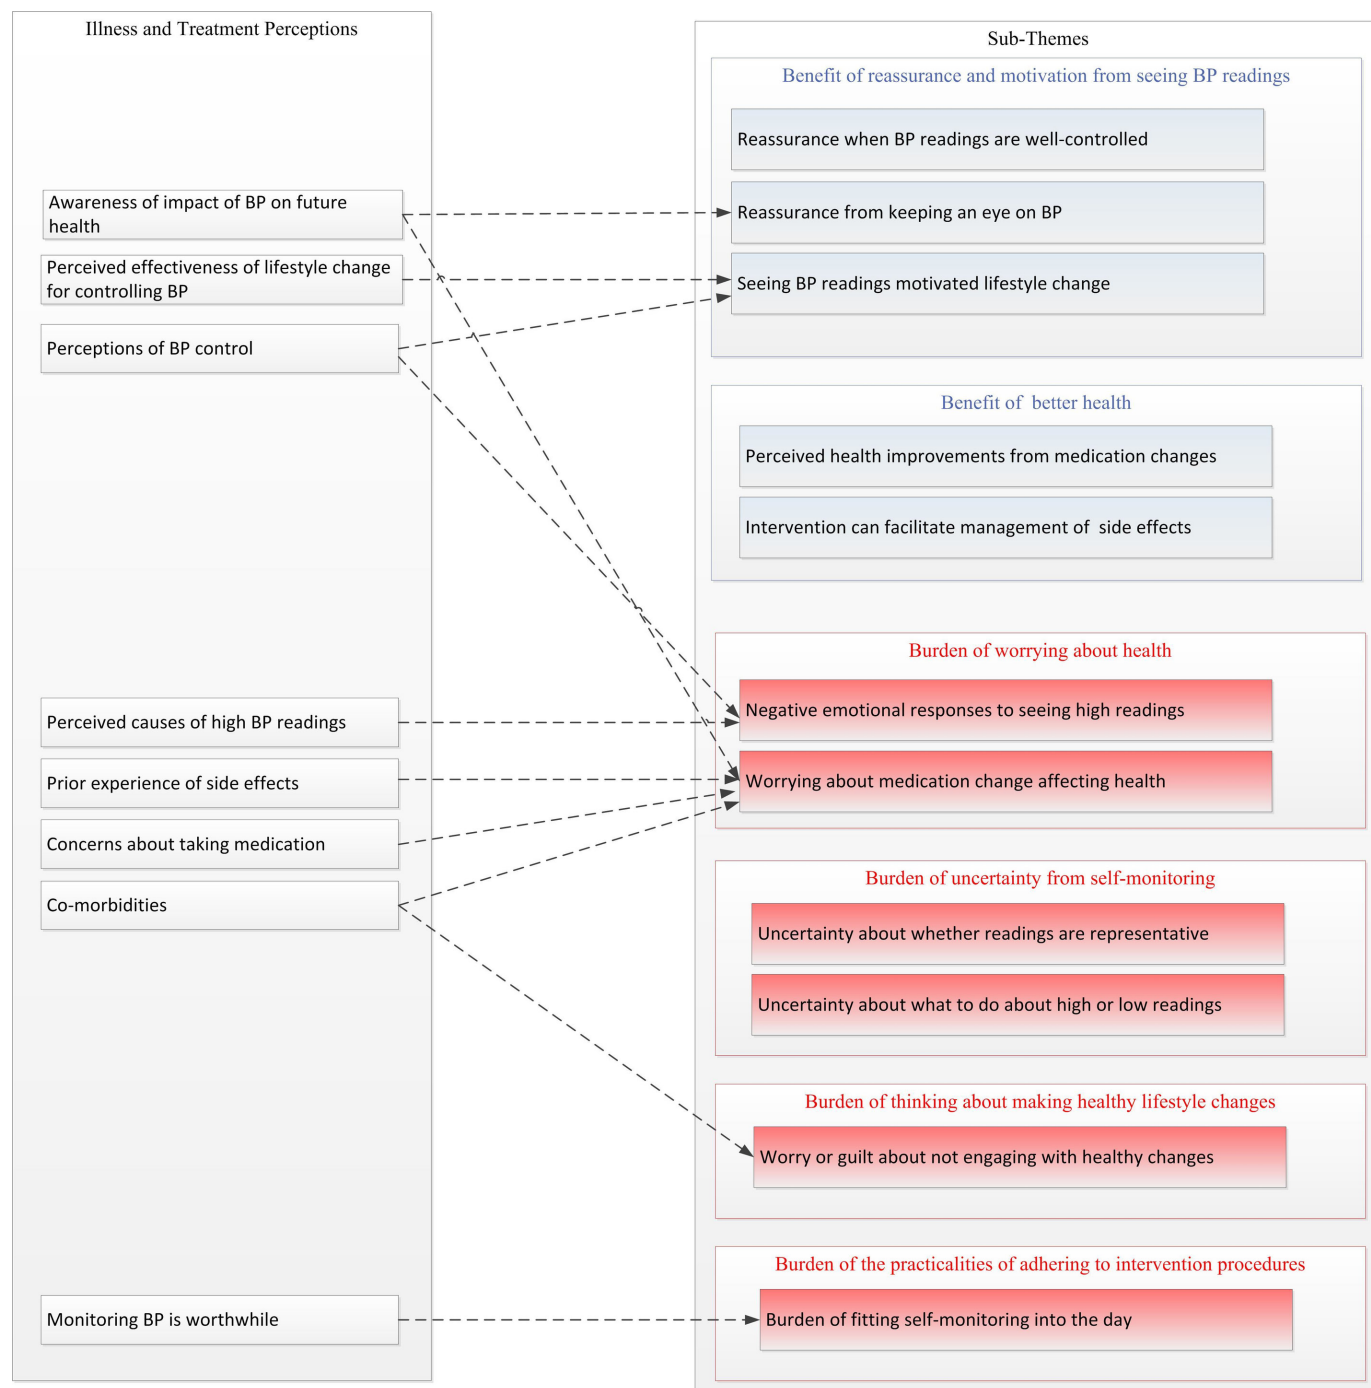 Illness and Treatment Perceptions
Awareness of impact of BP on future
health
Perceived effectiveness of lifestyle change
for controlling BP
Perceptions of BP control
Perceived causes of high BP readings
Prior experience of side effects
Concerns about taking medication
Co-morbidities
Monitoring BP is worthwhile
Sub-Themes
Benefit of reassurance and motivation from seeing BP readings
Reassurance when BP readings are well-controlled
Reassurance from keeping an eye on BP
Seeing BP readings motivated lifestyle change
Benefit of better health
Perceived health improvements from medication changes
Intervention can facilitate management of side effects
Burden of worrying about health
Negative emotional responses to seeing high readings
Worrying about medication change affecting health
Burden of uncertainty from self-monitoring
Uncertainty about whether readings are representative
Uncertainty about what to do about high or low readings
Burden of thinking about making healthy lifestyle changes
Worry or guilt about not engaging with healthy changes
Burden of the practicalities of adhering to intervention procedures
Burden of fitting self-monitoring into the day